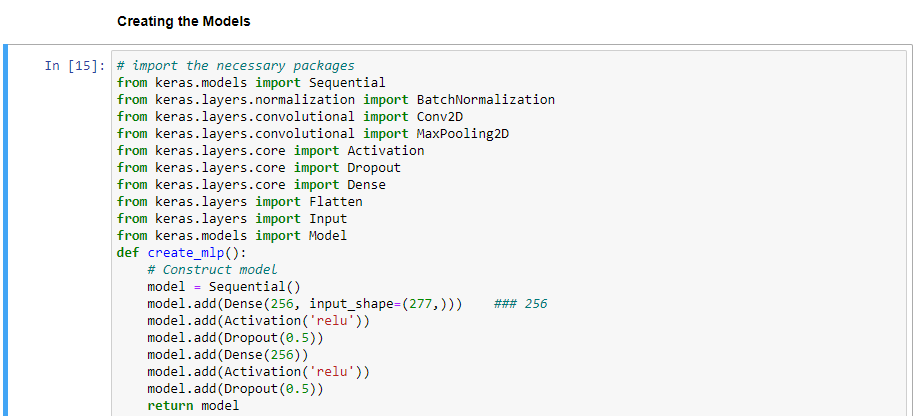 Creating the Models
In [15]: # import the necessary packages
from keras.models import Sequential
from keras.layers.normalization import BatchNormalization
from keras.layers.convolutional import Conv2D
from keras.layers.convolutional import MaxPooling2D
from keras.layers.core import Activation
from keras.layers.core import Dropout
from keras.layers.core import Dense
from keras.layers import Flatten
from keras.layers import Input
from keras.models import Model
def create_mlp():
    # Construct model
    model = Sequential()
    model.add(Dense(256, input_shape=(277,)))    ### 256
    model.add(Activation('relu'))
    model.add(Dropout(0.5))
    model.add(Dense(256))
    model.add(Activation('relu'))
    model.add(Dropout(0.5))
    return model